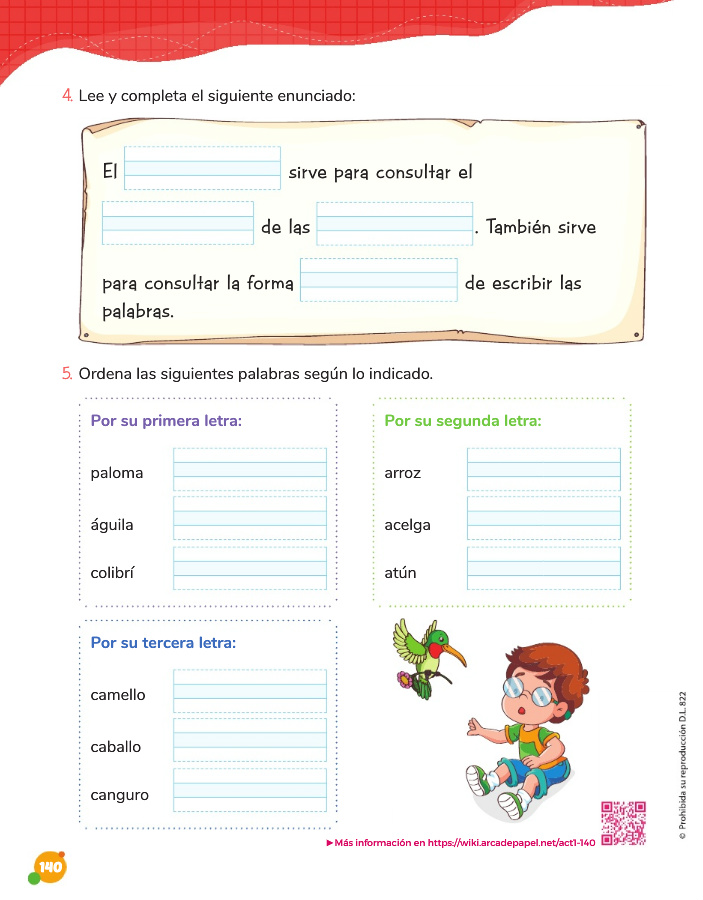 4. Lee y completa el siguiente enunciado:
El sirve para consultar el
de las . También sirve
para consultar la forma de escribir las
palabras.
5. Ordena las siguientes palabras según lo indicado.
Por su primera letra:
paloma
águila
colibrí
Por su segunda letra:
arroz
acelga
atún
Por su tercera letra:
camello
caballo
canguro
▶Más información en https://wiki.arcadepapel.net/act1-140
© Prohibida su reproducción D.L. 822
140